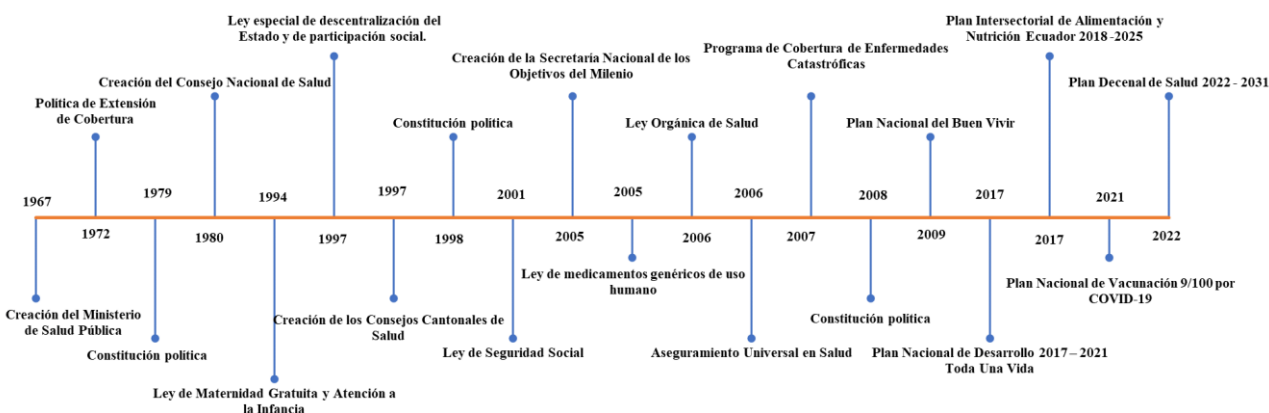 Ley especial de descentralización del
Estado y de participación social.
Plan Intersectorial de Alimentación y
Nutrición Ecuador 2018 -2025
Creación de la Secretaría Nacional de los
Objetivos del Milenio
Programa de Cobertura de Enfermedades
Catastróficas
Creación del Consejo Nacional de Salud
Plan Decenal de Salud 2022 - 2031
Política de Extensión
de Cobertura
Constitución política
Ley Orgánica de Salud
Plan Nacional del Buen Vivir
1967
1979
1994
1997
2001
2005
2006
2008
2017
2021
1972
1980
1997
1998
2005
2006
2007
2009
2017
2022
Ley de medicamentos genéricos de uso
humano
Plan Nacional de Vacunación 9/100 por
COVID-19
Creación del Ministerio
de Salud Pública
Creación de los Consejos Cantonales de
Salud
Constitución política
Constitución política
Ley de Seguridad Social
Aseguramiento Universal en Salud
Plan Nacional de Desarrollo 2017 – 2021
Toda Una Vida
Ley de Maternidad Gratuita y Atención a
la Infancia